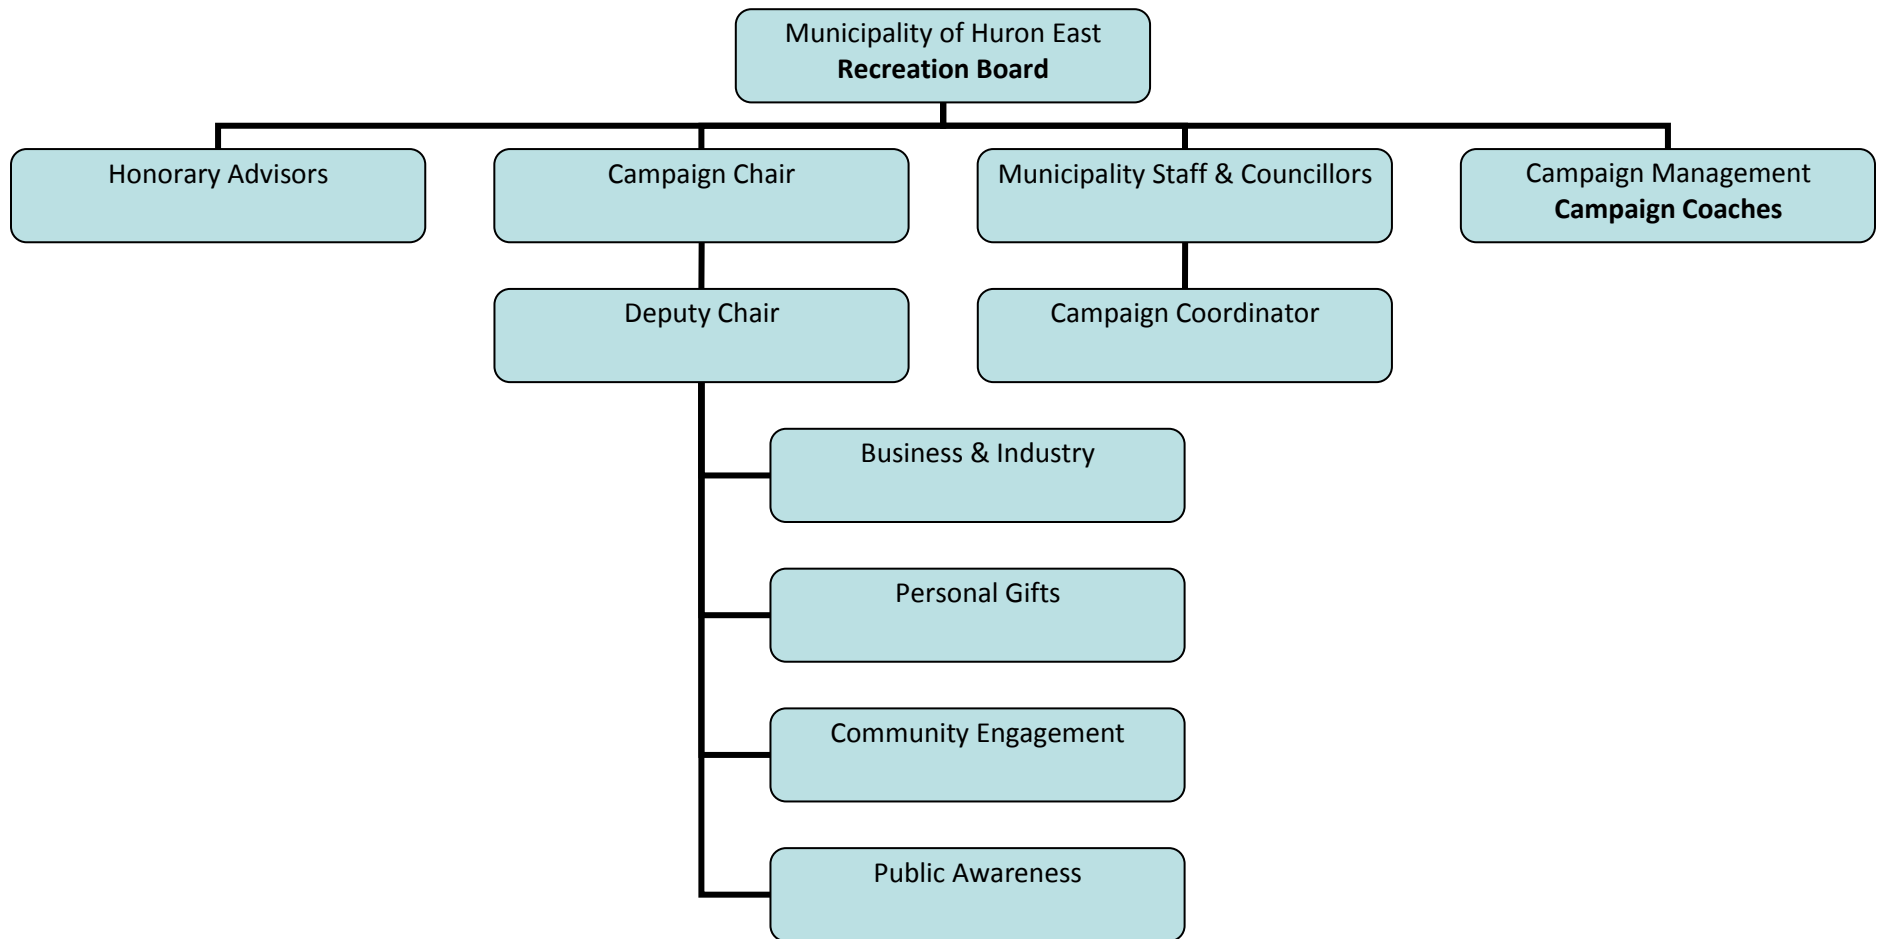 Municipality of Huron East
Recreation Board
Honorary Advisors
Campaign Chair
Municipality Staff & Councillors
Campaign Management
Campaign Coaches
Deputy Chair
Campaign Coordinator
Business & Industry
Personal Gifts
Community Engagement
Public Awareness